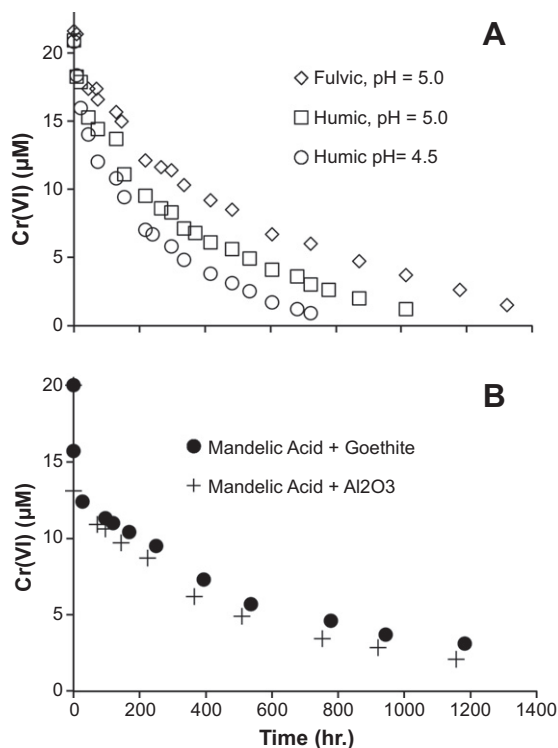 A
20
15
10
5
0
Cr(VI) (µM)
Fulvic, pH = 5.0
Humic, pH = 5.0
Humic pH= 4.5
B
20
15
10
5
0
Cr(VI) (µM)
Mandelic Acid + Goethite
Mandelic Acid + Al2O3
0 200 400 600 800 1000 1200 1400
Time (hr.)